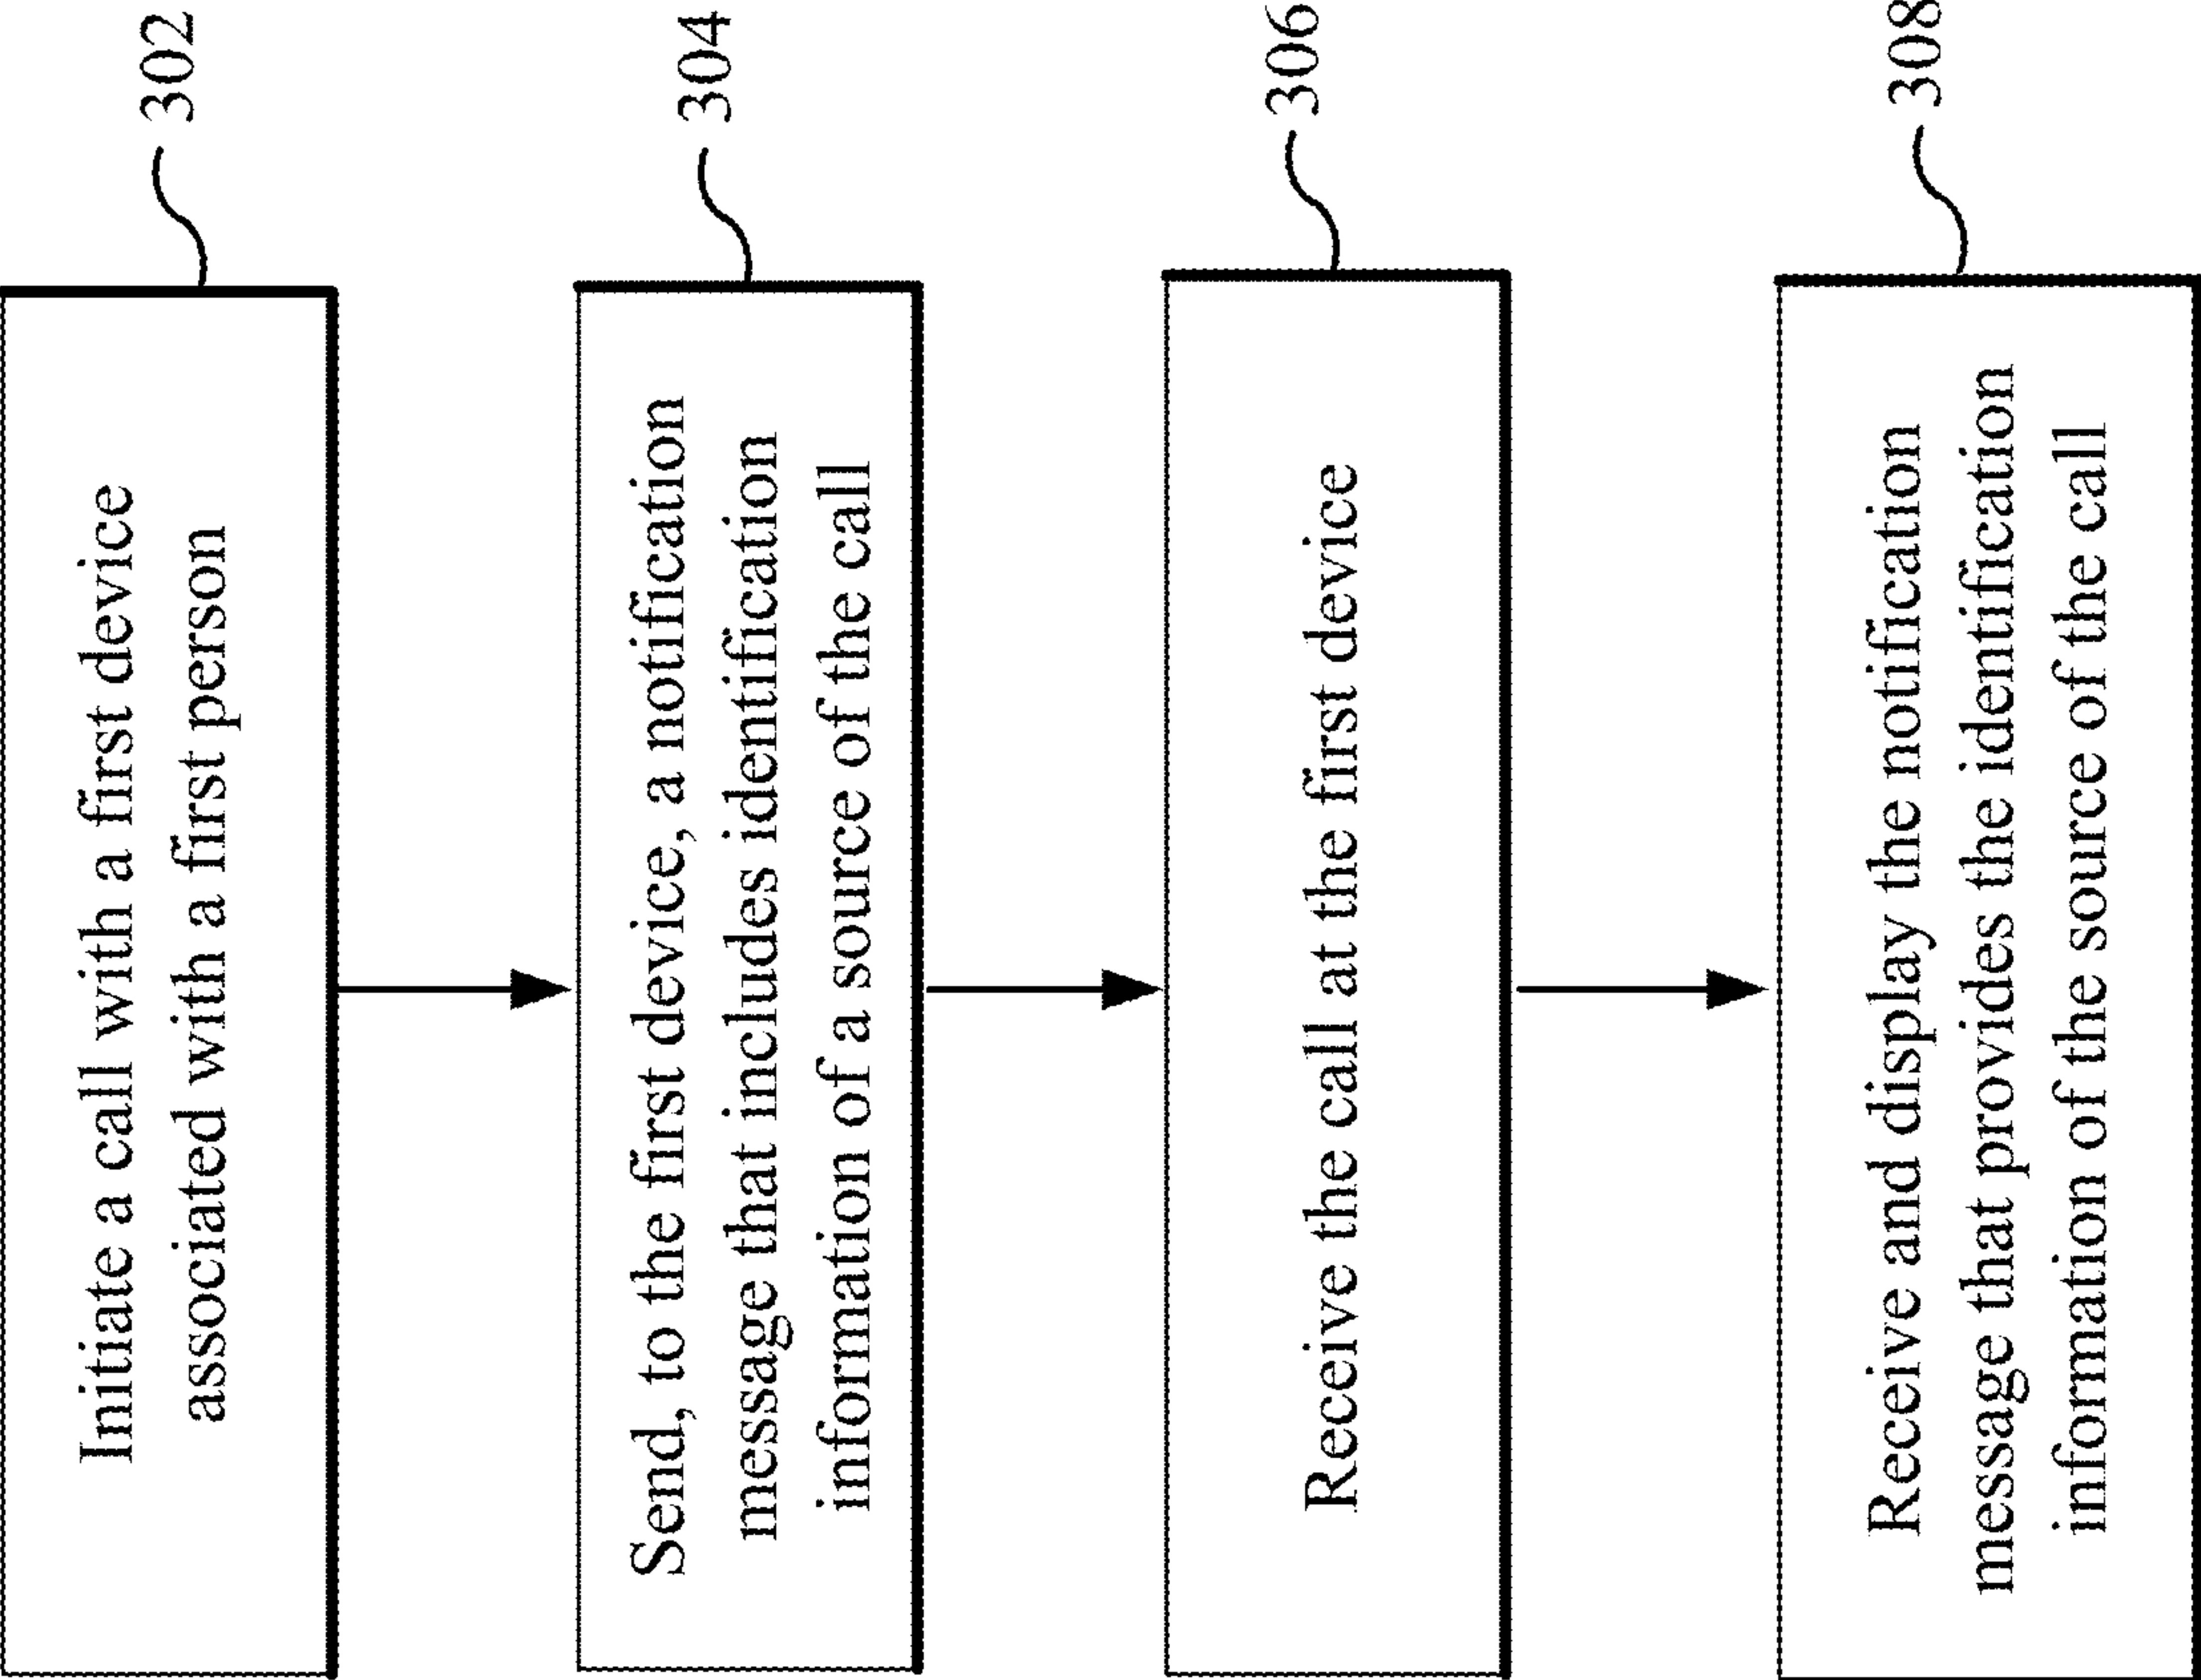 Initiate a call with a first device
associated with a first person
302
Send, to the first device, a notification
message that includes identification
information of a source of the call
304
Receive the call at the first device
306
Receive and display the notification
message that provides the identification
information of the source of the call
308